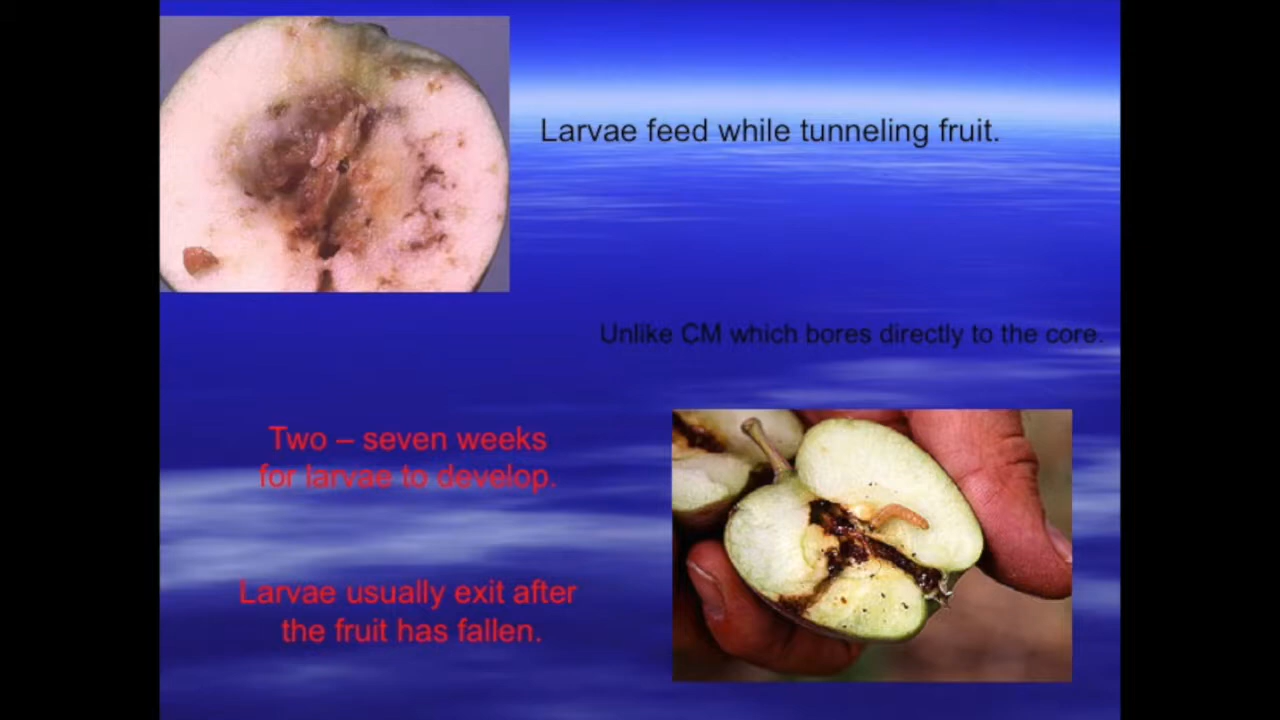 Larvae feed while tunneling fruit.
Unlike CM which bores directly to the core.
Two – seven weeks
for larvae to develop.
Larvae usually exit after
the fruit has fallen.